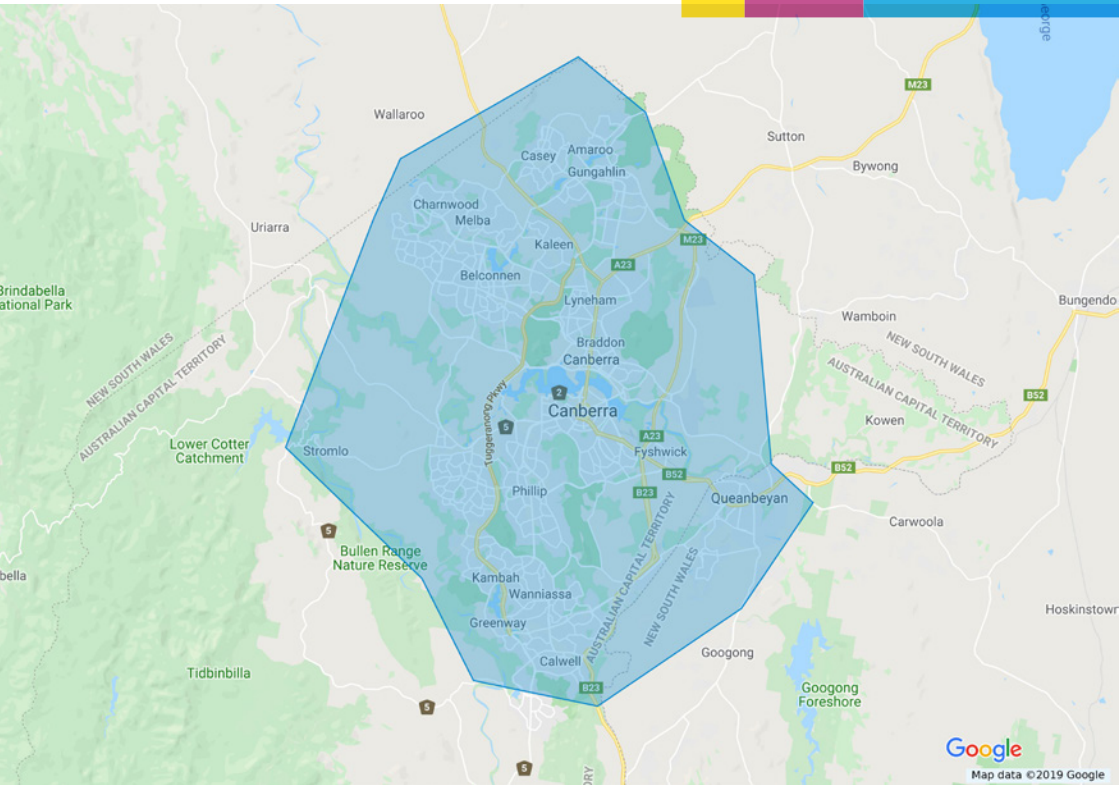 eorge
M23
Wallaroo
Sutton
Amaroo
Casey
Gungahlin
Bywong
Charnwood
Melba
Uriarra
M23
Kaleen
A23
Belconnen
Brindabella
ational Park
Lyneham
Bungendo
Wamboin
Braddon
Canberra
NEW SOUTH WALES
AUSTRALIAN CAPITAL TERRITORY
NEW SOUTH WALES
AUSTRALIAN CAPITAL TERRITORY
2
B52
Tuggeranong Pkwy
Canberra
5
Kowen
A23
Lower Cotter
Catchment
Stromlo
Fyshwick
B52
B52
Phillip
B23
Queanbeyan
Carwoola
5
Bullen Range
Nature Reserve
bella
Kambah
Wanniassa
AUSTRALIAN CAPITAL TERRITORY
NEW SOUTH WALES
Hoskinstown
Greenway
Calwell
Googong
Tidbinbilla
B23
Googong
Foreshore
5
Google
5
RY
Map data ©2019 Google